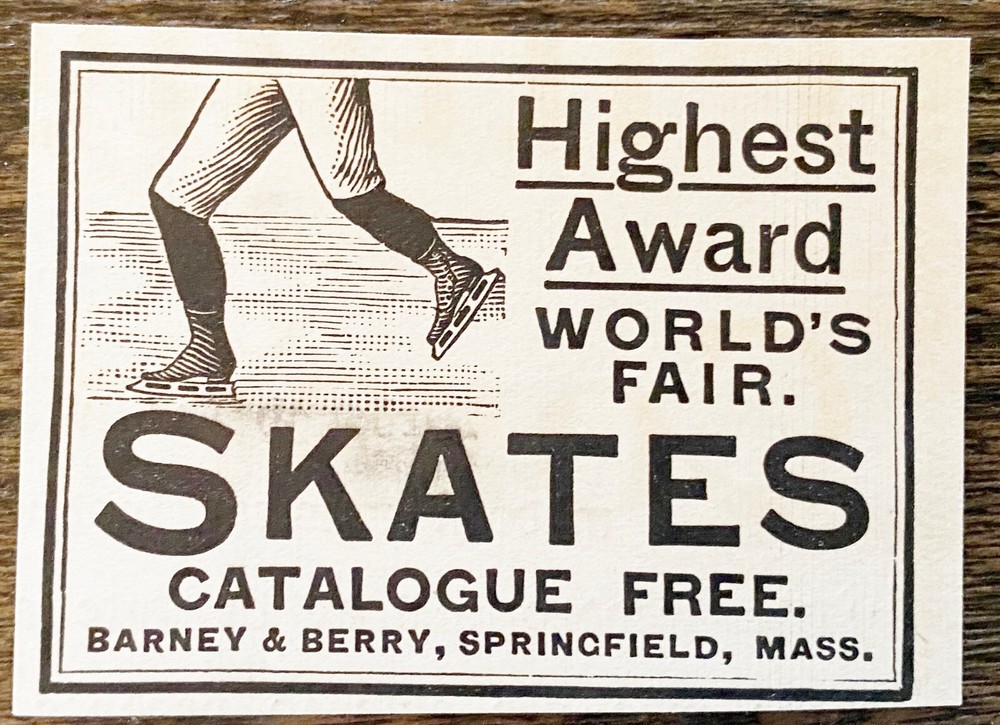 Highest
Award
WORLD'S
FAIR.
SKATES
CATALOGUE FREE.
BARNEY & BERRY, SPRINGFIELD, MASS.